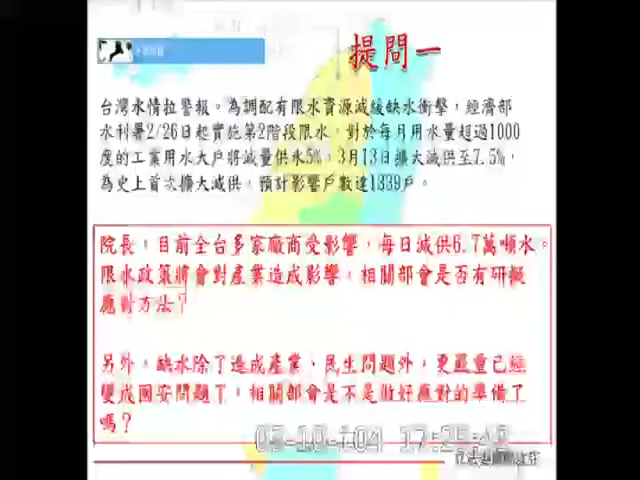 提問一
台灣水情拉警報。為調配有限水資源減緩缺水衝擊，經濟部
水利署2/26日起實施第2階段限水，對於每月用水量超過1000
度的工業用水大戶將減量供水5%，3月13日擴大減供至7.5%，
為史上首次擴大減供，預計影響戶數達1339戶。
院長，目前全台多家廠商受影響，每日減供6.7萬噸水。
限水政策將會對產業造成影響，相關部會是否有研擬
應對方法？
另外，缺水除了造成產業、民生問題外，更嚴重已經
變成國安問題了，相關部會是不是做好應對的準備了
嗎？